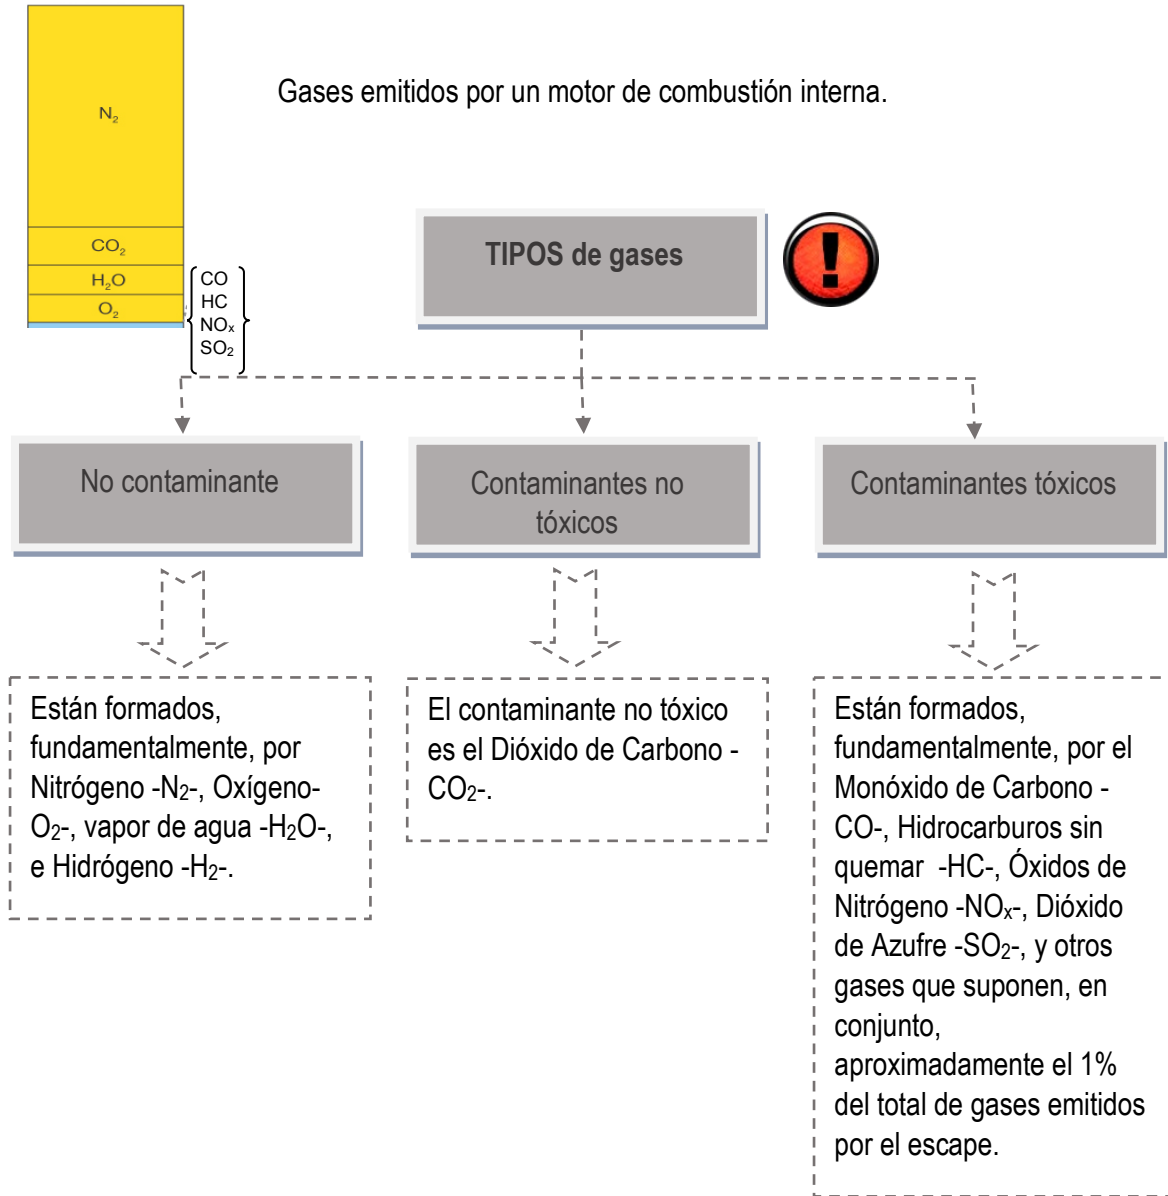 N₂
CO₂
H₂O
O₂
CO
HC
NOₓ
SO₂
Gases emitidos por un motor de combustión interna.
TIPOS de gases
!
No contaminante
Contaminantes no
tóxicos
Contaminantes tóxicos
Están formados,
fundamentalmente, por
Nitrógeno -N₂-, Oxígeno-
O₂-, vapor de agua -H₂O-,
e Hidrógeno -H₂-.
El contaminante no tóxico
es el Dióxido de Carbono -
CO₂-.
Están formados,
fundamentalmente, por el
Monóxido de Carbono -
CO-, Hidrocarburos sin
quemar -HC-, Óxidos de
Nitrógeno -NOₓ-, Dióxido
de Azufre -SO₂-, y otros
gases que suponen, en
conjunto,
aproximadamente el 1%
del total de gases emitidos
por el escape.